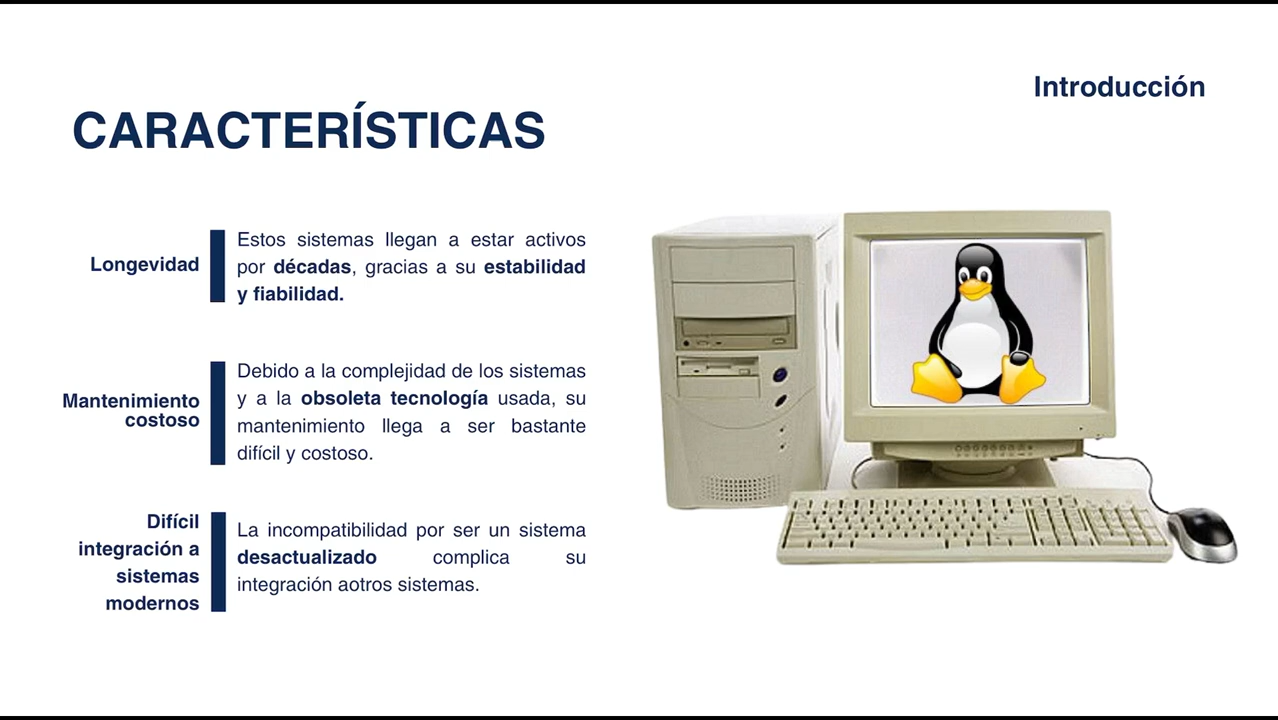 Introducción
CARACTERÍSTICAS
Longevidad
Estos sistemas llegan a estar activos
por décadas, gracias a su estabilidad
y fiabilidad.
Mantenimiento
costoso
Debido a la complejidad de los sistemas
y a la obsoleta tecnología usada, su
mantenimiento llega a ser bastante
difícil y costoso.
Difícil
integración a
sistemas
modernos
La incompatibilidad por ser un sistema
desactualizado complica su
integración aotros sistemas.